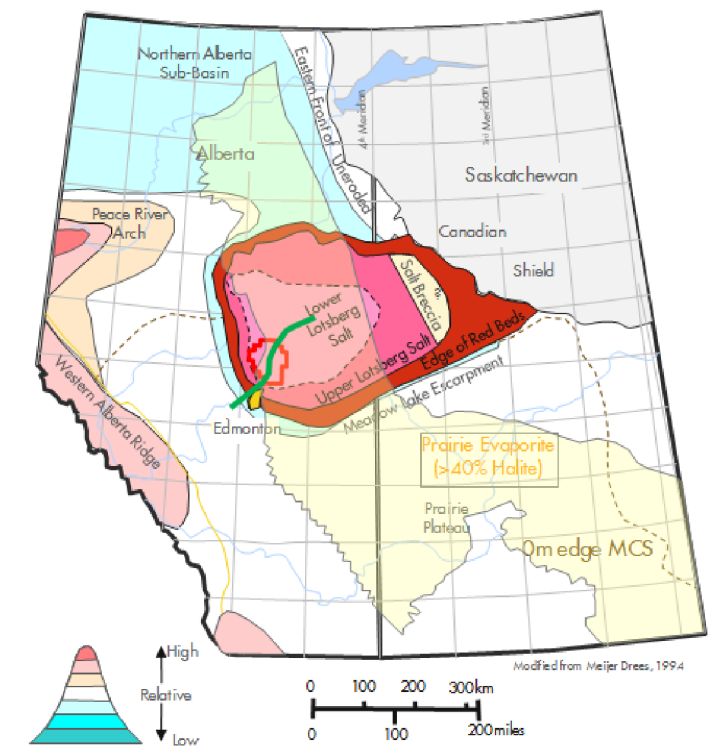 Northern Alberta
Sub-Basin
Eastern Front of Uneroded
4th Meridian
3rd Meridian
Alberta
Saskatchewan
Peace River
Arch
Canadian
Shield
Salt Breccia
Lower
Lotsberg
Salt
Upper Lotsberg Salt
Edge of Red Beds
Meadow Lake Escarpment
Western Alberta Ridge
Edmonton
Prairie Evaporite
(>40% Halite)
Prairie
Plateau
0m edge MCS
Modfied from Meijer Drees, 1994
High
Relative
Low
0 100 200 300km
0 100 200 miles